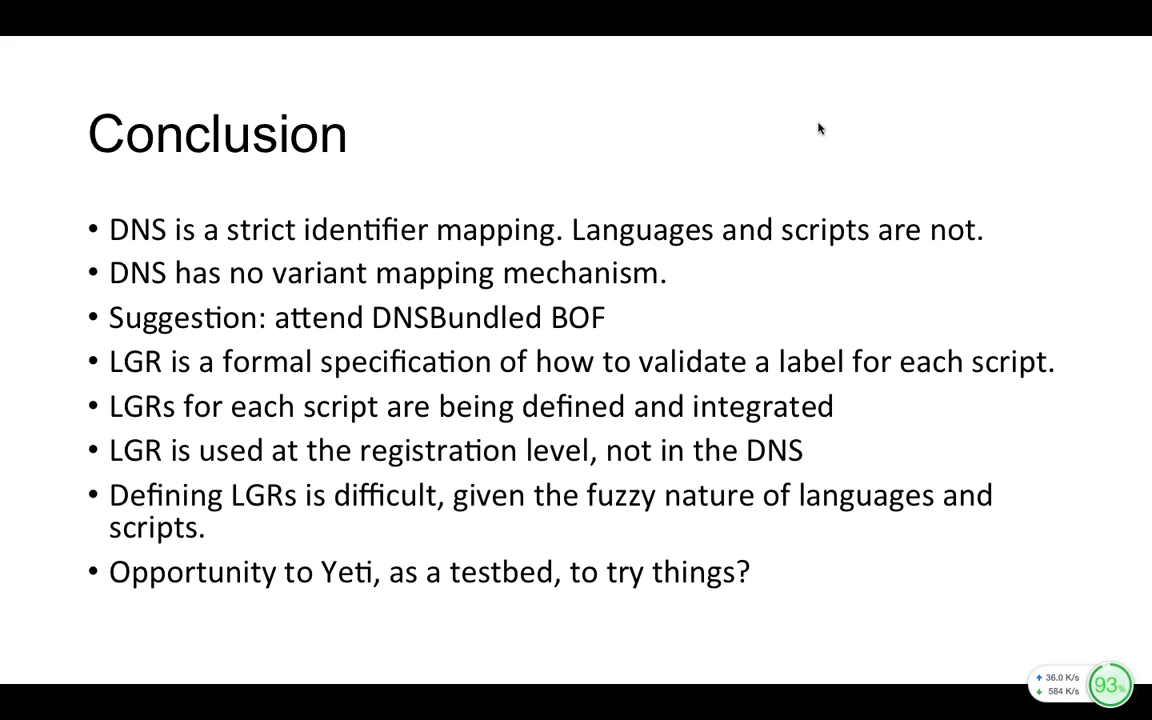 Conclusion
• DNS is a strict identifier mapping. Languages and scripts are not.
• DNS has no variant mapping mechanism.
• Suggestion: attend DNSBundled BOF
• LGR is a formal specification of how to validate a label for each script.
• LGRs for each script are being defined and integrated
• LGR is used at the registration level, not in the DNS
• Defining LGRs is difficult, given the fuzzy nature of languages and
scripts.
• Opportunity to Yeti, as a testbed, to try things?
↑ 36.0 K/s
↓ 584 K/s
93%